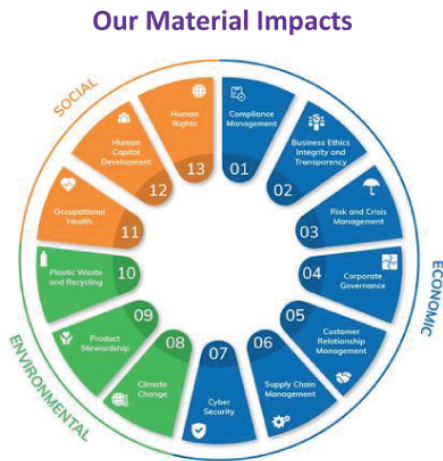 Our Material Impacts
SOCIAL
ECONOMIC
ENVIRONMENTAL
Compliance
Management
01
Business Ethics
Integrity and
Transparency
02
Risk and Crisis
Management
03
Corporate
Governance
04
Customer
Relationship
Management
05
Supply Chain
Management
06
Cyber
Security
07
Climate
Change
08
Product
Stewardship
09
Plastic Waste
and Recycling
10
Occupational
Health
11
Human
Capital
Development
12
Human
Rights
13